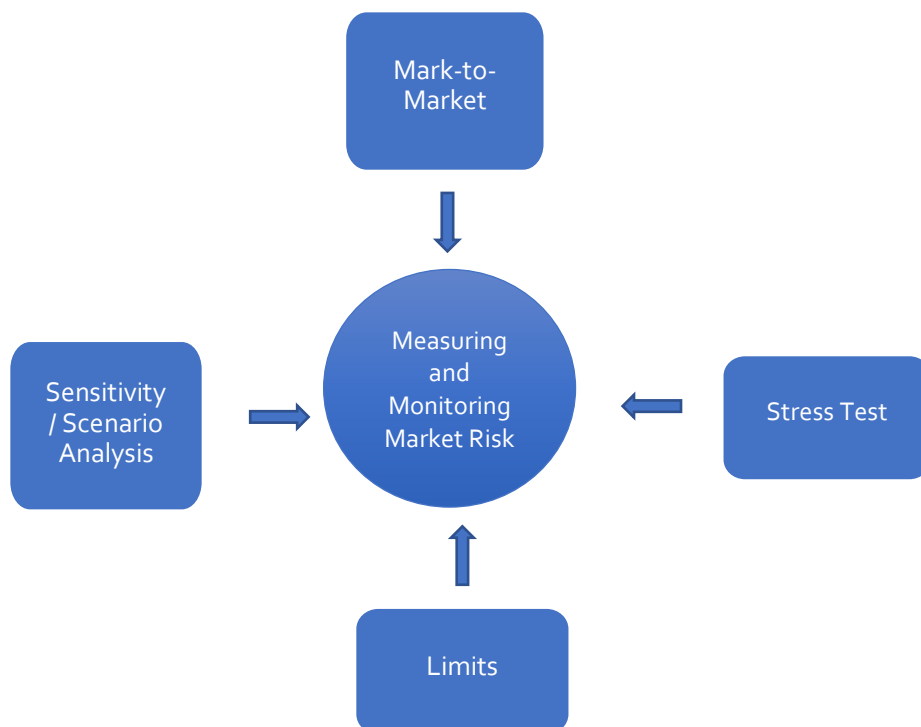 Mark-to-
Market
Measuring
and
Monitoring
Market Risk
Sensitivity
/ Scenario
Analysis
Stress Test
Limits